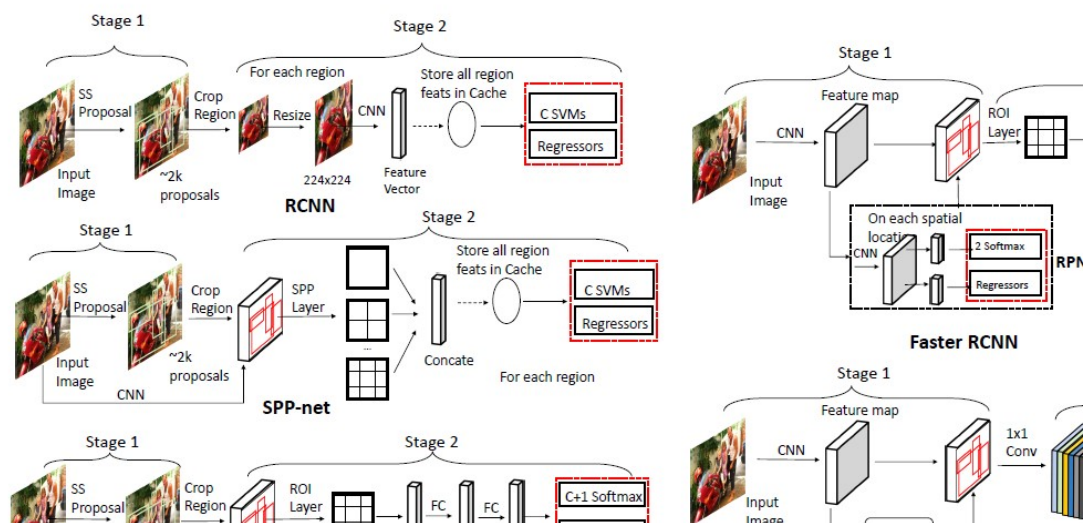 Stage 1
Stage 2
SS
Proposal
Crop
Region
For each region
Resize
CNN
Store all region
feats in Cache
C SVMs
Regressors
Input
Image
~2k
proposals
224x224
Feature
Vector
RCNN
Stage 1
Stage 2
SS
Proposal
Crop
Region
SPP
Layer
...
Store all region
feats in Cache
C SVMs
Regressors
Input
Image
~2k
proposals
CNN
Concate
For each region
SPP-net
Stage 1
Stage 2
SS
Proposal
Crop
Region
ROI
Layer
FC
FC
C+1 Softmax
Stage 1
Feature map
CNN
ROI
Layer
Input
Image
On each spatial
CNN
2 Softmax
Regressors
RPN
Faster RCNN
Stage 1
Feature map
CNN
1x1
Conv
Input
Image